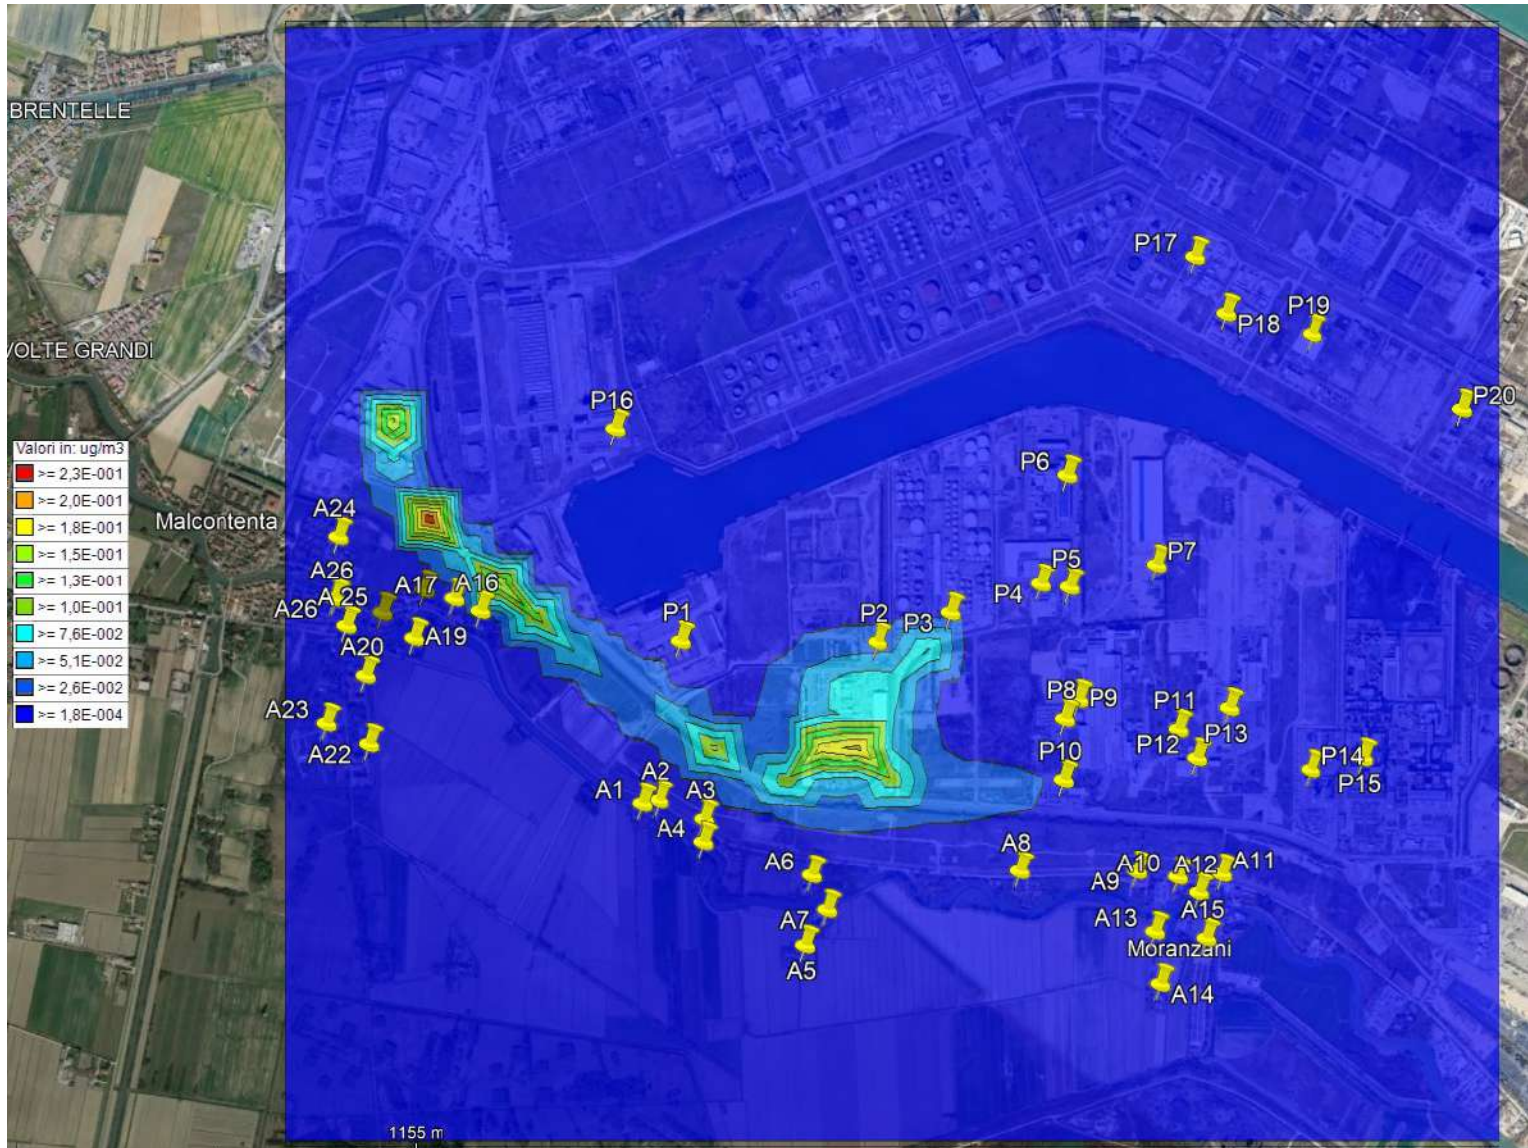 BRENTELLE
P17
P18
P19
VOLTE GRANDI
P16
P20
Valori in: ug/m3
>= 2,3E-001
>= 2,0E-001
>= 1,8E-001
>= 1,5E-001
>= 1,3E-001
>= 1,0E-001
>= 7,6E-002
>= 5,1E-002
>= 2,6E-002
>= 1,8E-004
P6
A24
Malcontenta
P7
P5
P4
A26
A17
A16
A25
A26
P1
P2
P3
A19
A20
P8
P9
A23
P11
A22
P12
P13
P10
P14
P15
A2
A1
A3
A4
A8
A6
A10
A12
A11
A9
A7
A13
A15
Moranzani
A5
A14
1155 m